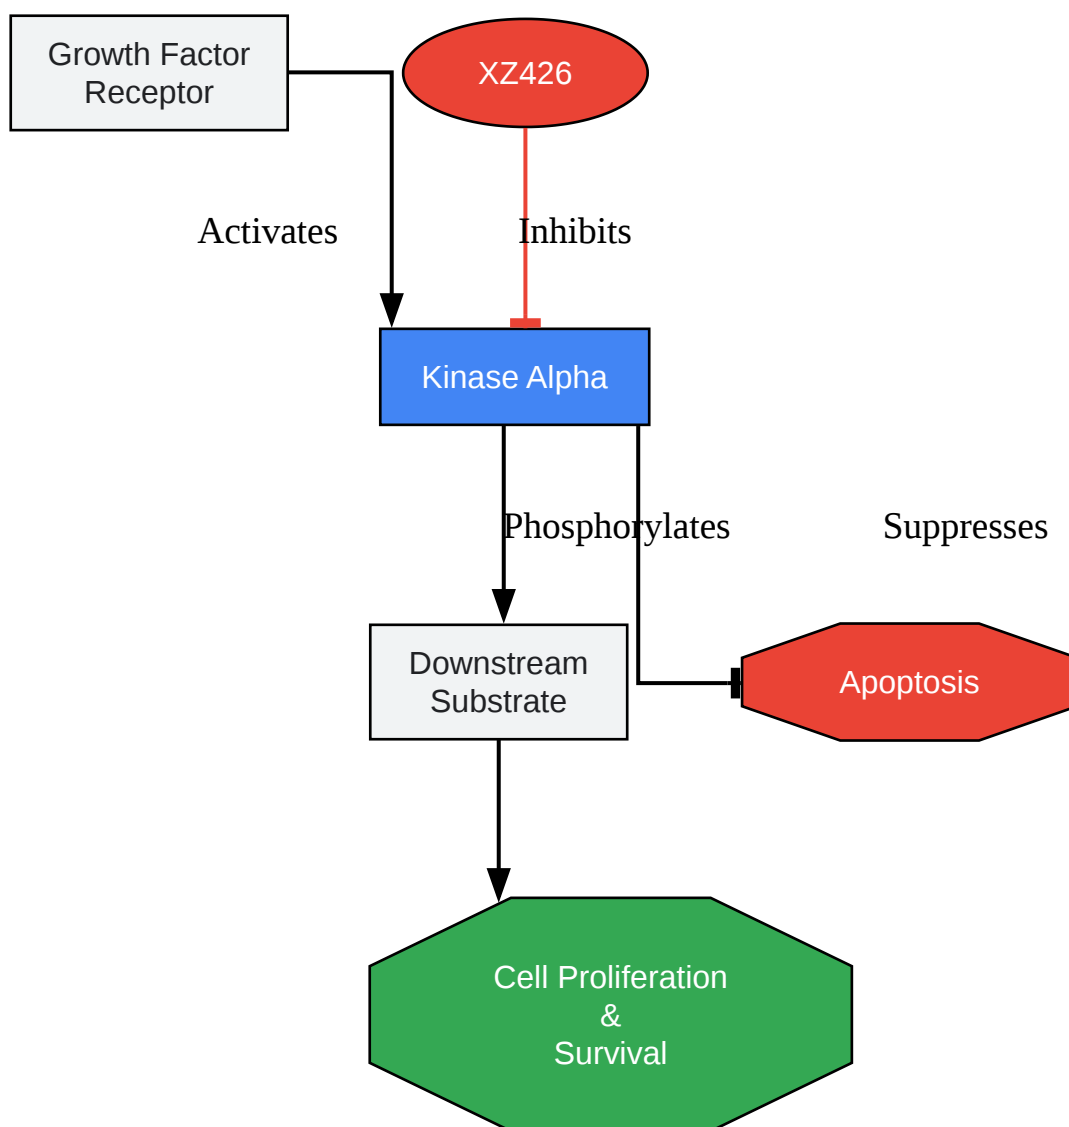 Growth Factor
Receptor
XZ426
Activates
Inhibits
Kinase Alpha
Phosphorylates
Suppresses
Downstream
Substrate
Apoptosis
Cell Proliferation
&
Survival